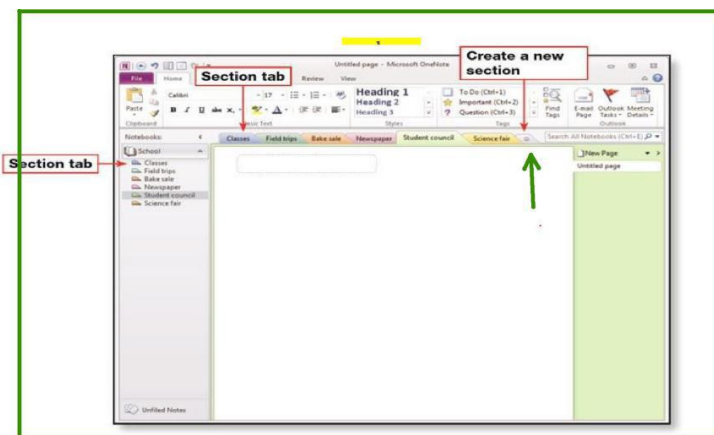 Untitled page - Microsoft OneNote
Create a new
section
Section tab
File Home Review View
Calibri 17
Heading 1
Heading 2
Heading 3
To Do (Ctrl+1)
Important (Ctrl+2)
Question (Ctrl+3)
Paste
B I U abc
Find
Tags
E-mail
Page
Outlook
Tasks
Meeting
Details
Clipboard Basic Text Styles Tags Outlook
Notebooks:
Classes Field trips Bake sale Newspaper Student council Science fair
Search All Notebooks (Ctrl+E)
School
New Page
Section tab
Classes
Field trips
Bake sale
Newspaper
Student council
Science fair
Untitled page
Unfiled Notes